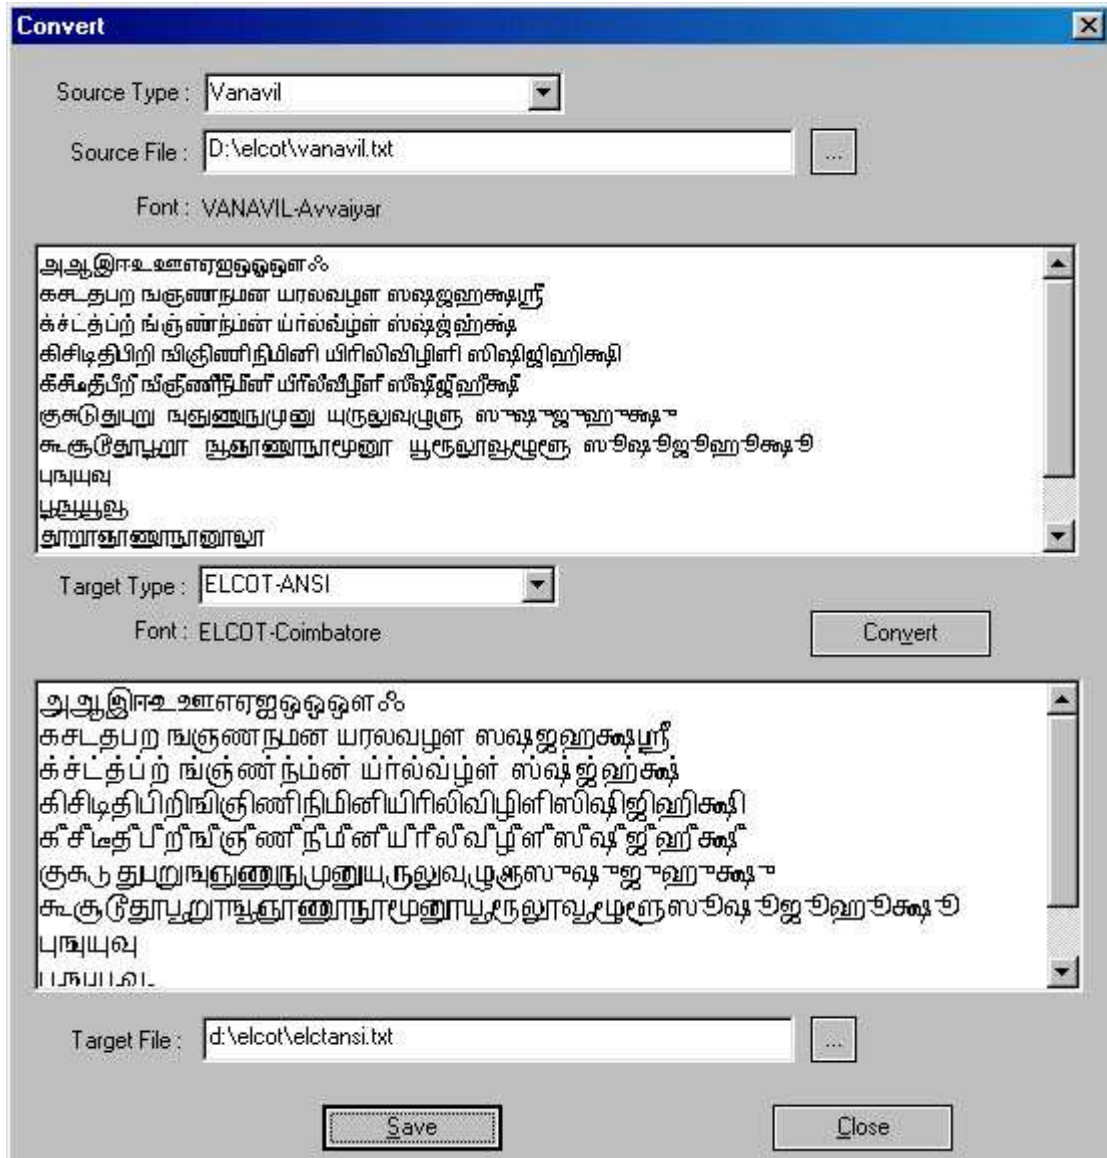 Convert
Source Type : Vanavil
Source File : D:\elcot\vanavil.txt ...
Font : VANAVIL-Avvaiyar
அஆஇஈஉஊஎஏஐஒஓஔஃ
கசடதபற ஙஞணநமன யரலவழள ஸஷஜஹக்ஷஸ்ரீ
க்ச்ட்த்ப்ற் ங்ஞ்ண்ந்ம்ன் ய்ர்ல்வ்ழ்ள் ஸ்ஷ்ஜ்ஹ்க்ஷ்
கிசிடிதிபிறி ஙிஞிணிநிமினி யிரிலிவிழிளி ஸிஷிஜிஹிக்ஷி
கீசீடீதீபீறீ ஙீஞீணீநீமீனீ யீரீலீவீழீளீ ஸீஷீஜீஹீக்ஷீ
குசுடுதுபுறு ஙுஞுணுநுமுனு யுருலுவுழுளு ஸுஷுஜுஹுக்ஷு
கூசூடூதூபூறூ ஙூஞூணூநூமூனூ யூரூலூவூழூளூ ஸூஷூஜூஹூக்ஷூ
புஙுயுவு
பூஙூயூவூ
தூறூஞூணூநூனூலூ
Target Type : ELCOT-ANSI
Font : ELCOT-Coimbatore Convert
அஆஇஈஉஊஎஏஐஒஓஔஃ
கசடதபற ஙஞணநமன யரலவழள ஸஷஜஹக்ஷஸ்ரீ
க்ச்ட்த்ப்ற் ங்ஞ்ண்ந்ம்ன் ய்ர்ல்வ்ழ்ள் ஸ்ஷ்ஜ்ஹ்க்ஷ்
கிசிடிதிபிறிஙிஞிணிநிமினியிரிலிவிழிளிஸிஷிஜிஹிக்ஷி
கீசீடீதீபீறீஙீஞீணீநீமீனீயீரீலீவீழீளீஸீஷீஜீஹீக்ஷீ
குசுடுதுபுறுஙுஞுணுநுமுனுயுருலுவுழுளுஸுஷுஜுஹுக்ஷு
கூசூடூதூபூறூஙூஞூணூநூமூனூயூரூலூவூழூளூஸூஷூஜூஹூக்ஷூ
புஙுயுவு
Target File : d:\elcot\elctansi.txt ...
Save Close